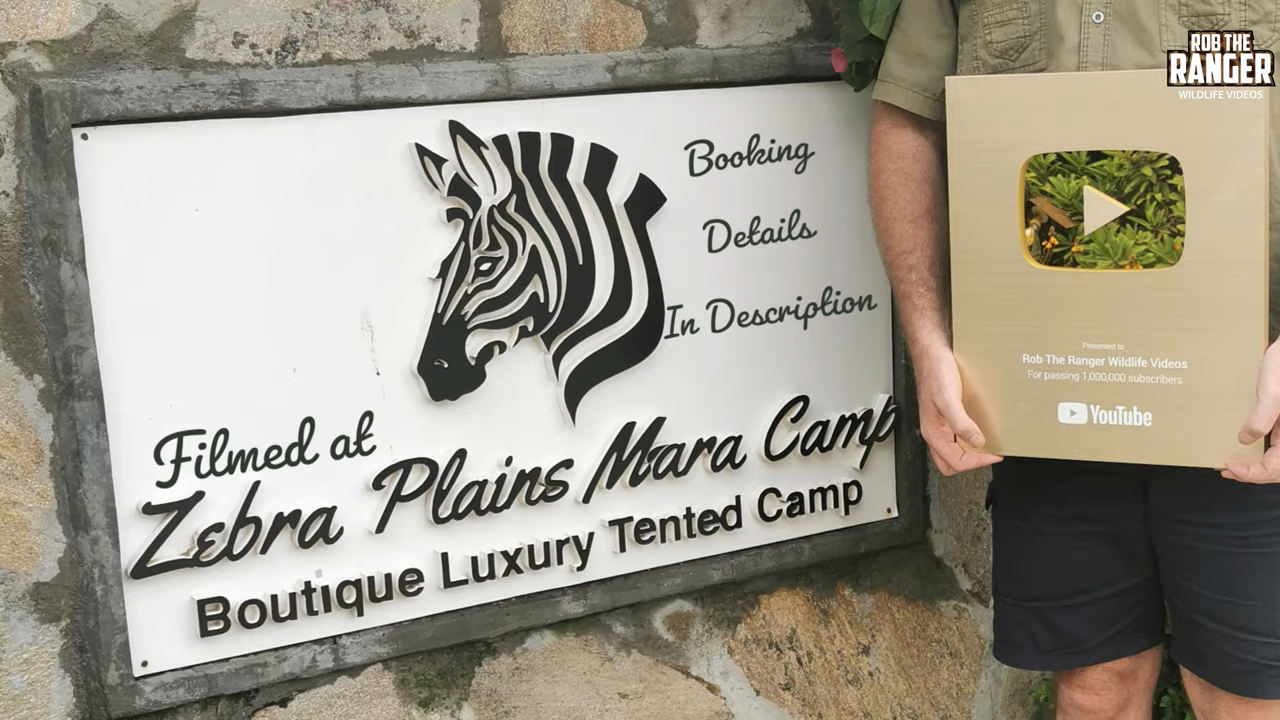 Booking
Details
In Description
Filmed at
Zebra Plains Mara Camp
Boutique Luxury Tented Camp
ROB THE
RANGER
WILDLIFE VIDEOS
Presented to
Rob The Ranger Wildlife Videos
For passing 1,000,000 subscribers
YouTube